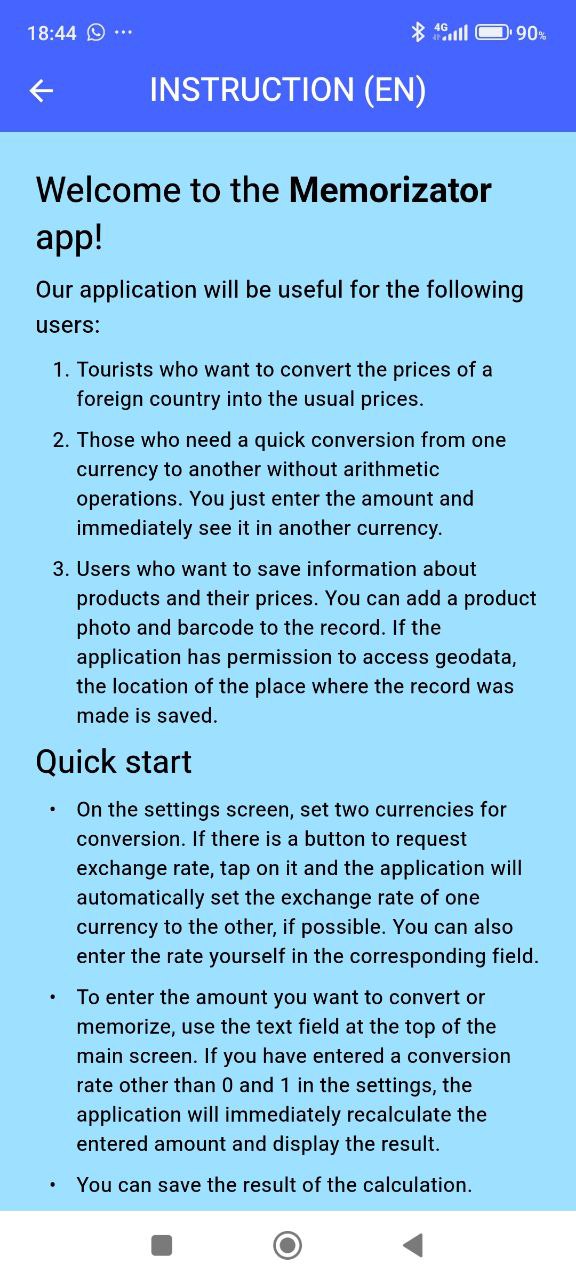 18:44 ... 4G 90%
INSTRUCTION (EN)
Welcome to the Memorizator
app!
Our application will be useful for the following
users:
1. Tourists who want to convert the prices of a
foreign country into the usual prices.
2. Those who need a quick conversion from one
currency to another without arithmetic
operations. You just enter the amount and
immediately see it in another currency.
3. Users who want to save information about
products and their prices. You can add a product
photo and barcode to the record. If the
application has permission to access geodata,
the location of the place where the record was
made is saved.
Quick start
• On the settings screen, set two currencies for
conversion. If there is a button to request
exchange rate, tap on it and the application will
automatically set the exchange rate of one
currency to the other, if possible. You can also
enter the rate yourself in the corresponding field.
• To enter the amount you want to convert or
memorize, use the text field at the top of the
main screen. If you have entered a conversion
rate other than 0 and 1 in the settings, the
application will immediately recalculate the
entered amount and display the result.
• You can save the result of the calculation.